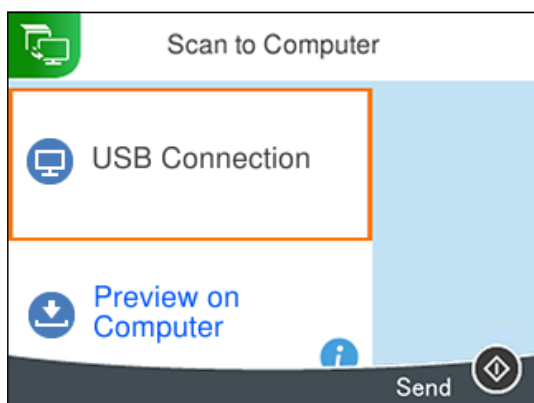 Scan to Computer
USB Connection
Preview on
Computer
i
Send